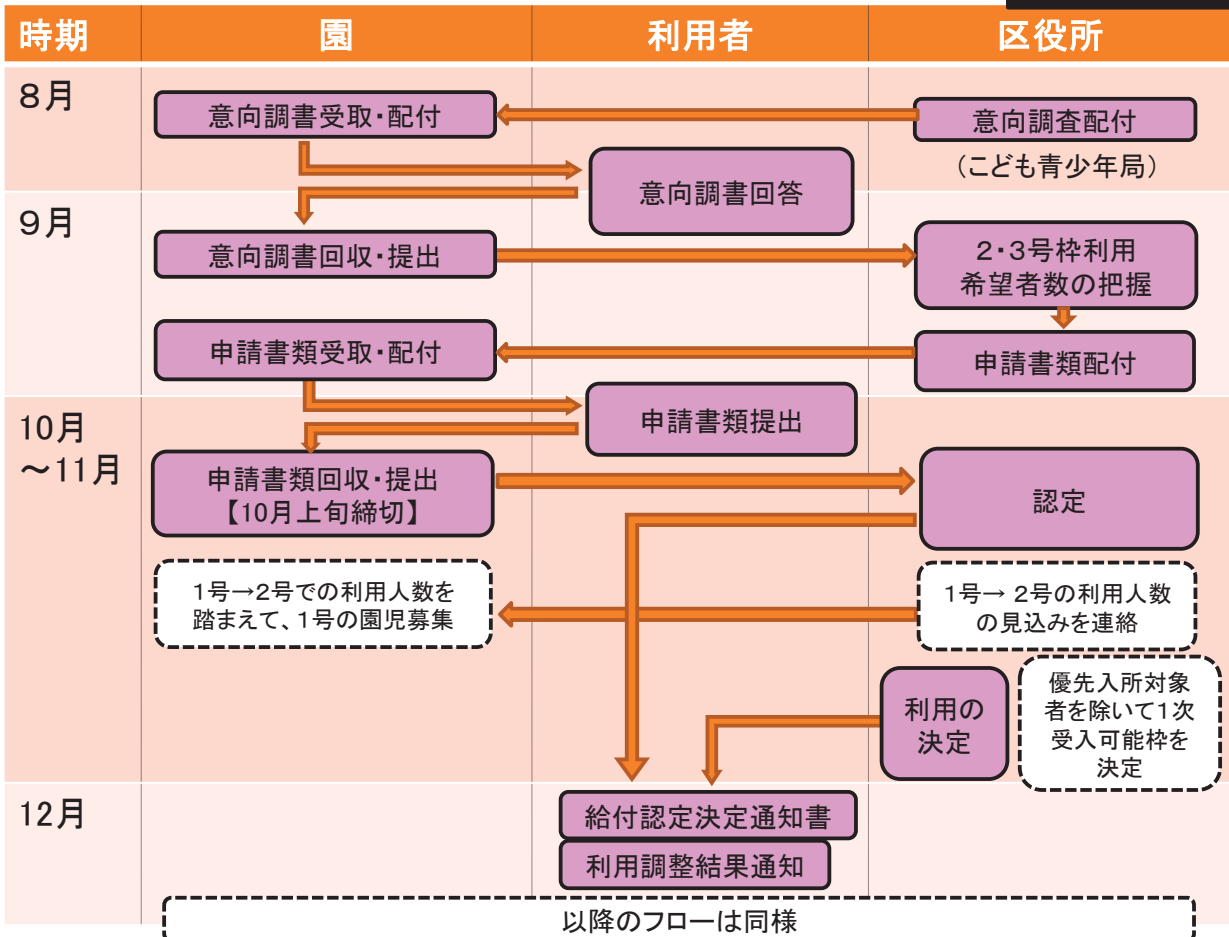 時期 園 利用者 区役所
8月
意向調書受取・配付
意向調査配付
（こども青少年局）
意向調書回答
9月
意向調書回収・提出
2・3号枠利用
希望者数の把握
申請書類受取・配付
申請書類配付
10月
～11月
申請書類提出
申請書類回収・提出
【10月上旬締切】
認定
1号→2号での利用人数を
踏まえて、1号の園児募集
1号→ 2号の利用人数
の見込みを連絡
利用の
決定
優先入所対象
者を除いて1次
受入可能枠を
決定
12月
給付認定決定通知書
利用調整結果通知
以降のフローは同様